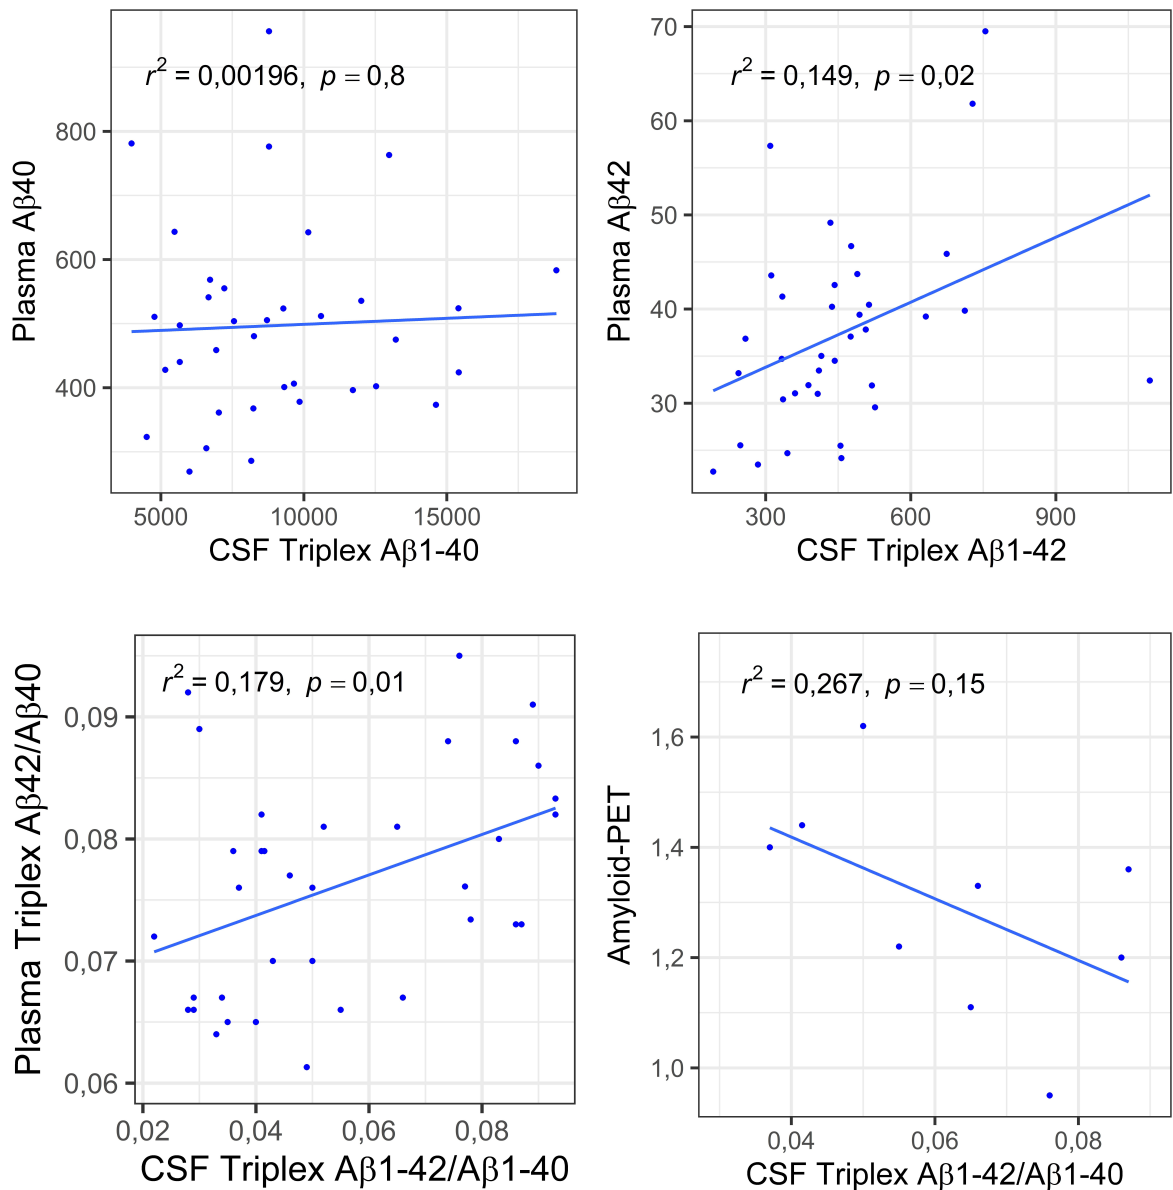 r² = 0,00196, p = 0,8
800
600
400
Plasma Aβ40
5000 10000 15000
CSF Triplex Aβ1-40
r² = 0,149, p = 0,02
70
60
50
40
30
Plasma Aβ42
300 600 900
CSF Triplex Aβ1-42
r² = 0,179, p = 0,01
0,09
0,08
0,07
0,06
Plasma Triplex Aβ42/Aβ40
0,02 0,04 0,06 0,08
CSF Triplex Aβ1-42/Aβ1-40
r² = 0,267, p = 0,15
1,6
1,4
1,2
1,0
Amyloid-PET
0,04 0,06 0,08
CSF Triplex Aβ1-42/Aβ1-40